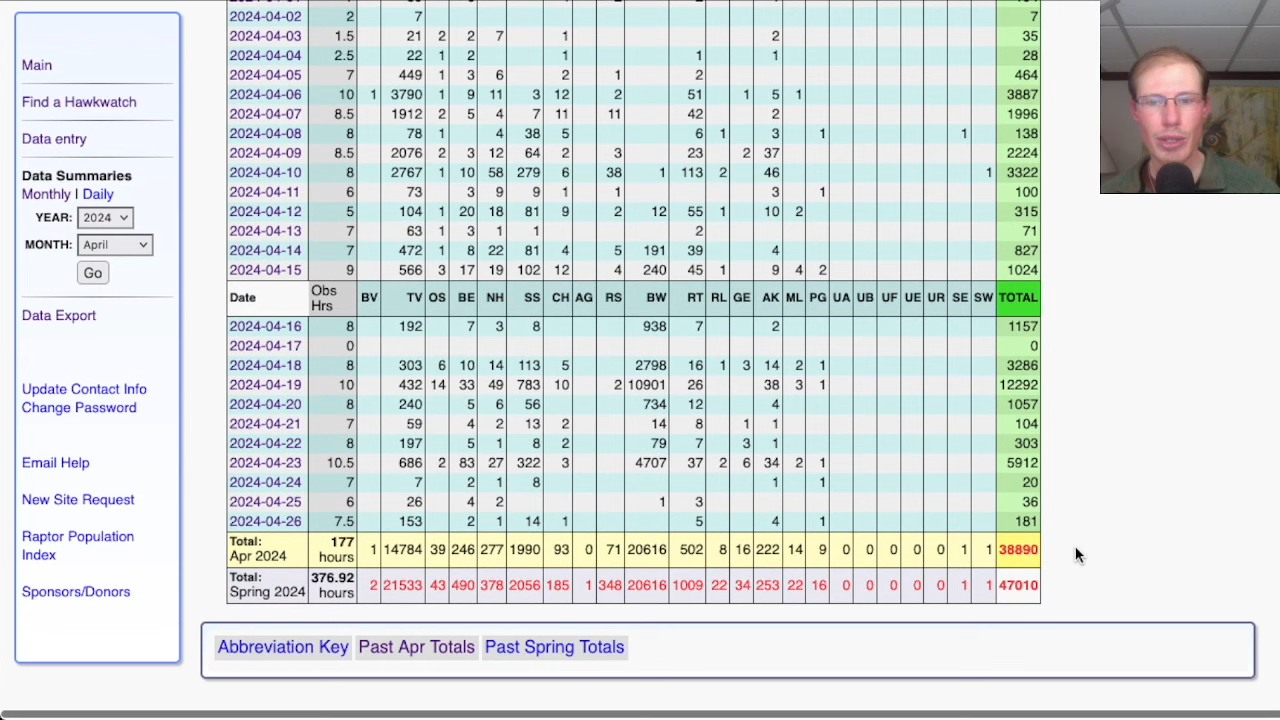 Main
Find a Hawkwatch
Data entry
Data Summaries
Monthly | Daily
YEAR: 2024
MONTH: April
Go
Data Export
Update Contact Info
Change Password
Email Help
New Site Request
Raptor Population
Index
Sponsors/Donors
2024-04-02 2 7 7
2024-04-03 1.5 21 2 2 7 1 2 35
2024-04-04 2.5 22 1 2 1 1 1 28
2024-04-05 7 449 1 3 6 2 1 2 464
2024-04-06 10 1 3790 1 9 11 3 12 2 51 1 5 1 3887
2024-04-07 8.5 1912 2 5 4 7 11 11 42 2 1996
2024-04-08 8 78 1 4 38 5 6 1 3 1 1 138
2024-04-09 8.5 2076 2 3 12 64 2 3 23 2 37 2224
2024-04-10 8 2767 1 10 58 279 6 38 1 113 2 46 1 3322
2024-04-11 6 73 3 9 9 1 1 3 1 100
2024-04-12 5 104 1 20 18 81 9 2 12 55 1 10 2 315
2024-04-13 7 63 1 3 1 1 2 71
2024-04-14 7 472 1 8 22 81 4 5 191 39 4 827
2024-04-15 9 566 3 17 19 102 12 4 240 45 1 9 4 2 1024
Date Obs Hrs BV TV OS BE NH SS CH AG RS BW RT RL GE AK ML PG UA UB UF UE UR SE SW TOTAL
2024-04-16 8 192 7 3 8 938 7 2 1157
2024-04-17 0 0
2024-04-18 8 303 6 10 14 113 5 2798 16 1 3 14 2 1 3286
2024-04-19 10 432 14 33 49 783 10 2 10901 26 38 3 1 12292
2024-04-20 8 240 5 6 56 734 12 4 1057
2024-04-21 7 59 4 2 13 2 14 8 1 1 104
2024-04-22 8 197 5 1 8 2 79 7 3 1 303
2024-04-23 10.5 686 2 83 27 322 3 4707 37 2 6 34 2 1 5912
2024-04-24 7 7 2 1 8 1 1 20
2024-04-25 6 26 4 2 1 3 36
2024-04-26 7.5 153 2 1 14 1 5 4 1 181
Total: Apr 2024 177 hours 1 14784 39 246 277 1990 93 0 71 20616 502 8 16 222 14 9 0 0 0 0 0 1 1 38890
Total: Spring 2024 376.92 hours 2 21533 43 490 378 2056 185 1 348 20616 1009 22 34 253 22 16 0 0 0 0 0 1 1 47010
Abbreviation Key Past Apr Totals Past Spring Totals